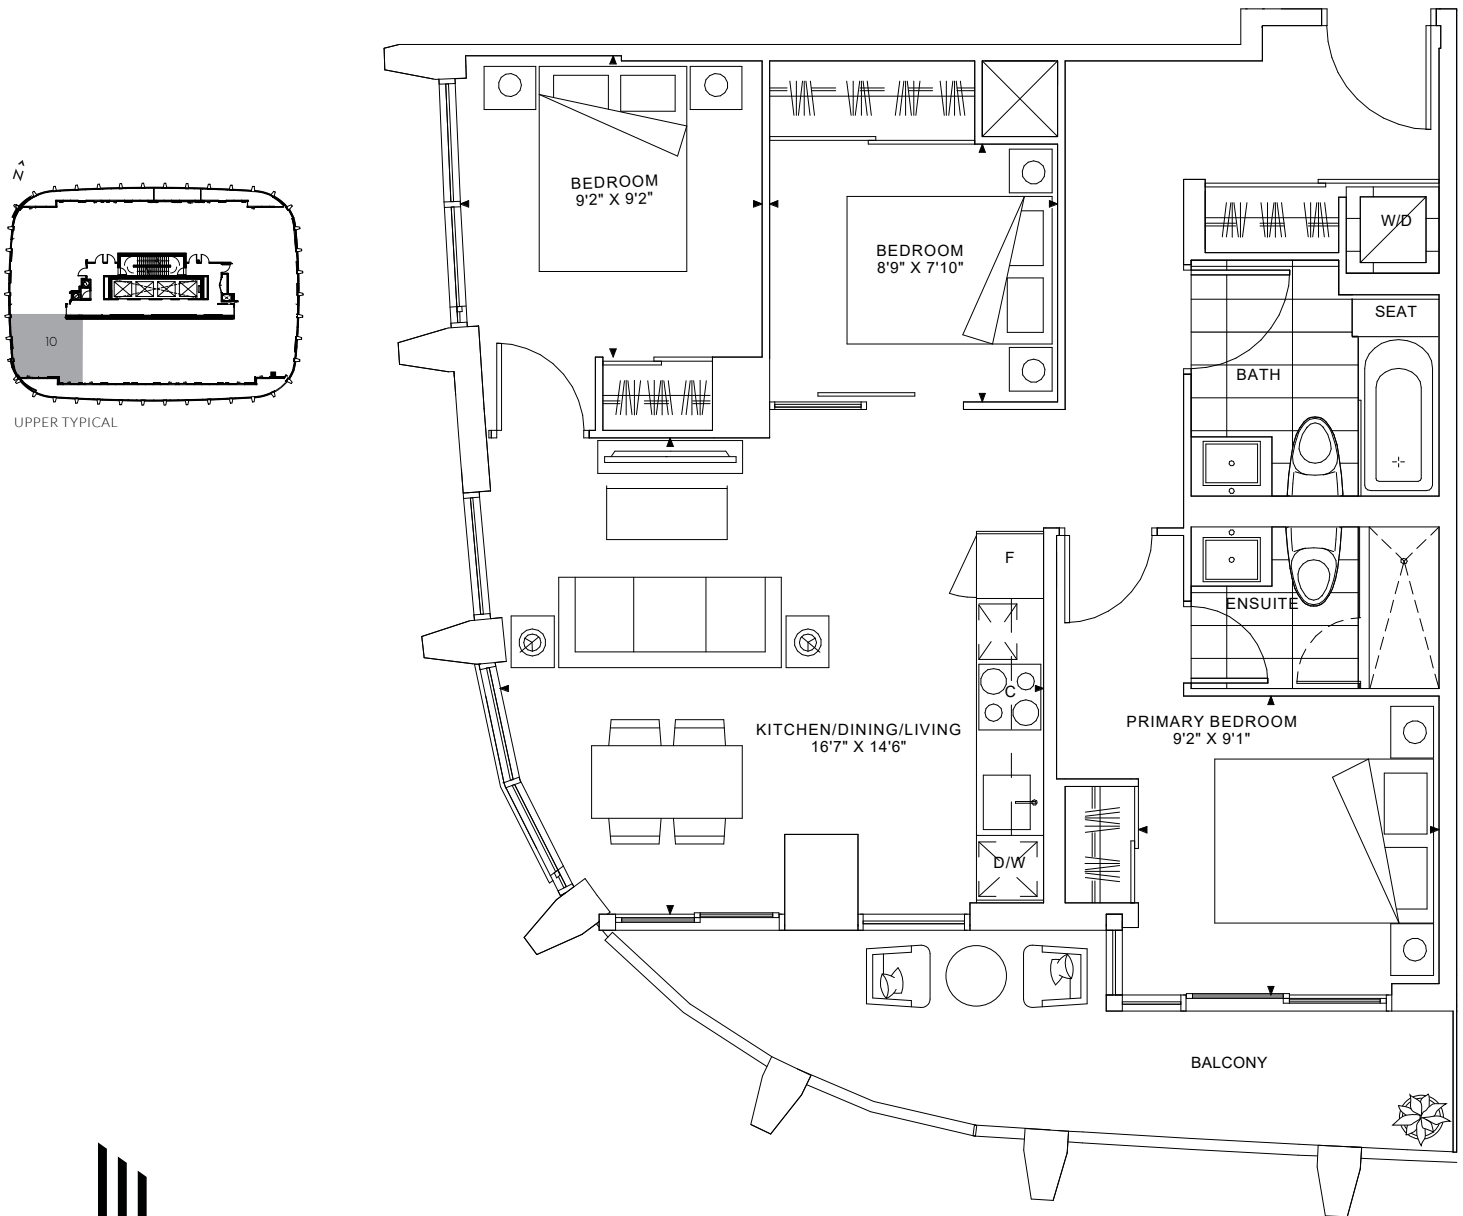 N
10
UPPER TYPICAL
BEDROOM
9'2" X 9'2"
BEDROOM
8'9" X 7'10"
W/D
SEAT
BATH
F
ENSUITE
C
KITCHEN/DINING/LIVING
16'7" X 14'6"
PRIMARY BEDROOM
9'2" X 9'1"
D/W
BALCONY